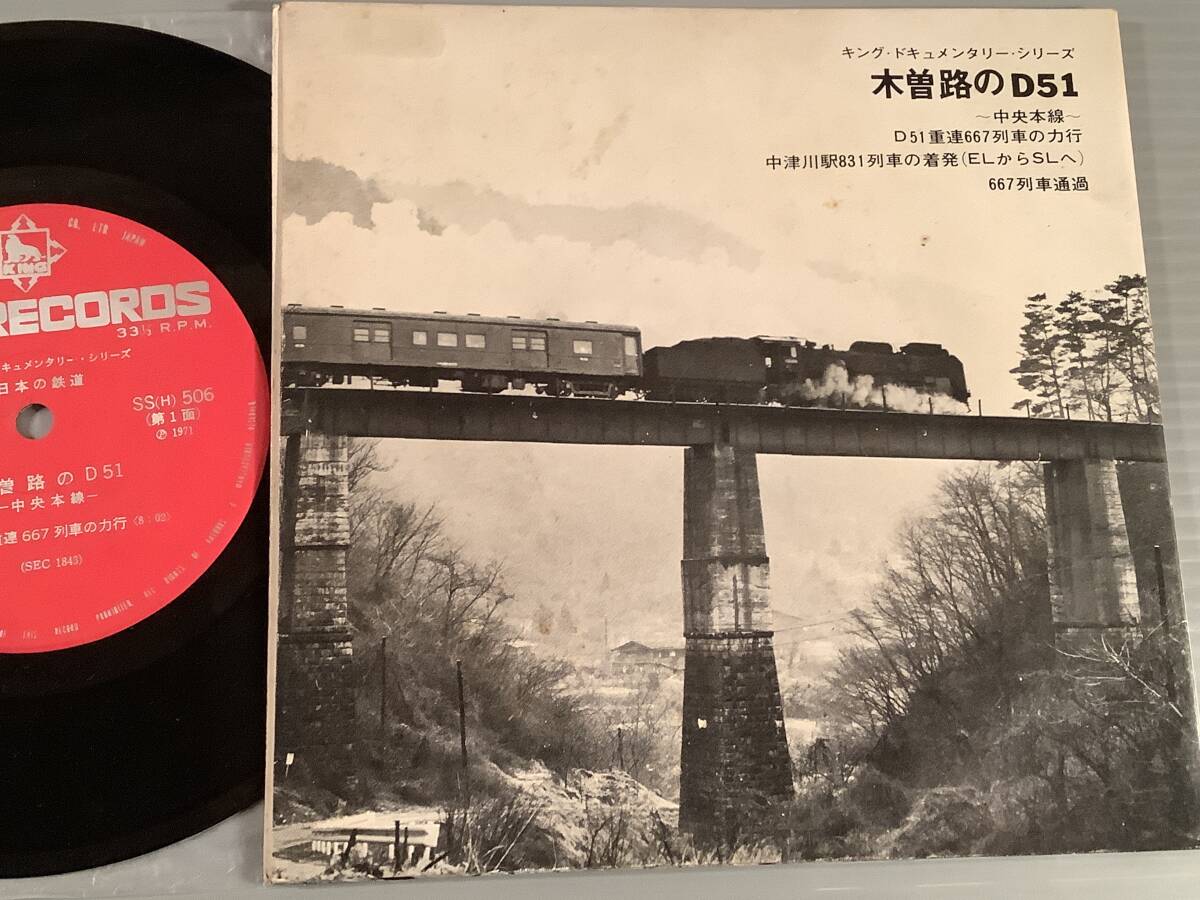 キング・ドキュメンタリー・シリーズ
木曽路のD51
～中央本線～
D51重連667列車の力行
中津川駅831列車の着発(ELからSLへ)
667列車通過
CO. LTD. JAPAN
KING
RECORDS
33⅓ R.P.M.
キュメンタリー・シリーズ
日本の鉄道
SS(H) 506
(第1面)
Ⓟ 1971
路のD51
―中央本線―
連667列車の力行〈8:02〉
(SEC 1843)